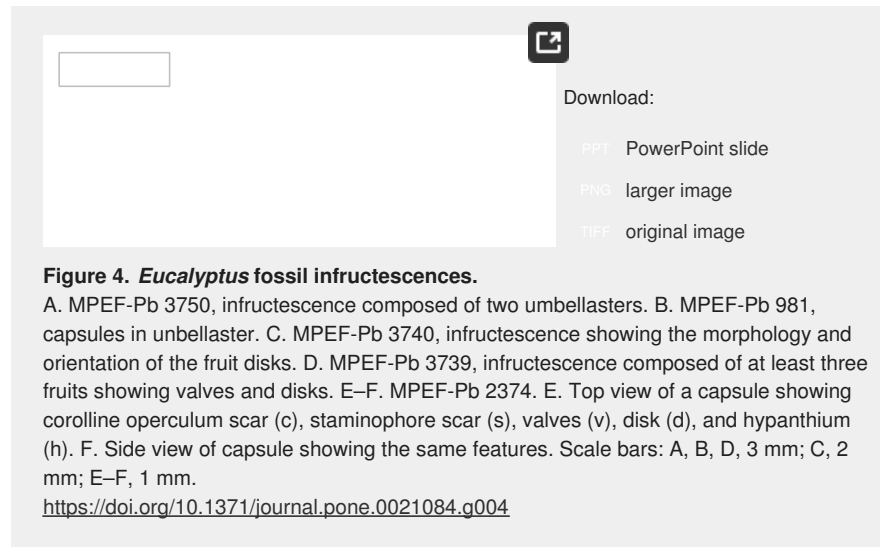 Download:
PPT PowerPoint slide
PNG larger image
TIFF original image
Figure 4. Eucalyptus fossil infructescences.
A. MPEF-Pb 3750, infructescence composed of two umbellasters. B. MPEF-Pb 981,
capsules in unbellaster. C. MPEF-Pb 3740, infructescence showing the morphology and
orientation of the fruit disks. D. MPEF-Pb 3739, infructescence composed of at least three
fruits showing valves and disks. E–F. MPEF-Pb 2374. E. Top view of a capsule showing
corolline operculum scar (c), staminophore scar (s), valves (v), disk (d), and hypanthium
(h). F. Side view of capsule showing the same features. Scale bars: A, B, D, 3 mm; C, 2
mm; E–F, 1 mm.
https://doi.org/10.1371/journal.pone.0021084.g004